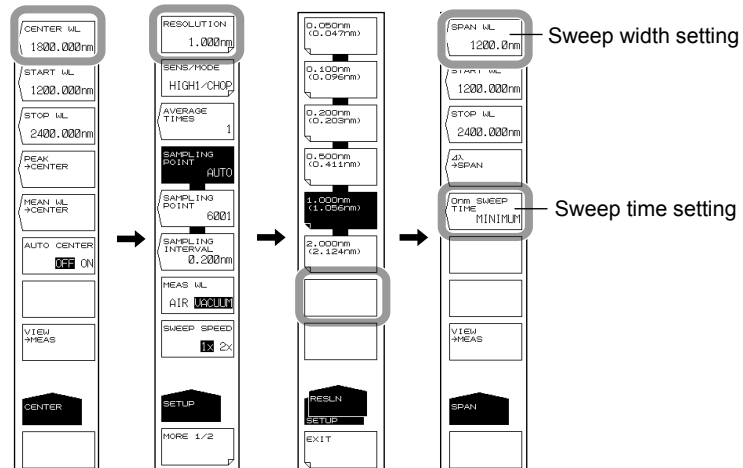 CENTER WL
1800.000nm
START WL
1200.000nm
STOP WL
2400.000nm
PEAK
→CENTER
MEAN WL
→CENTER
AUTO CENTER
OFF ON
VIEW
→MEAS
CENTER
RESOLUTION
1.000nm
SENS/MODE
HIGH1/CHOP
AVERAGE
TIMES
1
SAMPLING
POINT
AUTO
SAMPLING
POINT
6001
SAMPLING
INTERVAL
0.200nm
MEAS WL
AIR VACUUM
SWEEP SPEED
1x 2x
SETUP
MORE 1/2
0.050nm
(0.047nm)
0.100nm
(0.096nm)
0.200nm
(0.203nm)
0.500nm
(0.411nm)
1.000nm
(1.056nm)
2.000nm
(2.124nm)
RESLN
SETUP
EXIT
SPAN WL
1200.0nm
START WL
1200.000nm
STOP WL
2400.000nm
Δλ
→SPAN
0nm SWEEP
TIME
MINIMUM
VIEW
→MEAS
SPAN
Sweep width setting
Sweep time setting